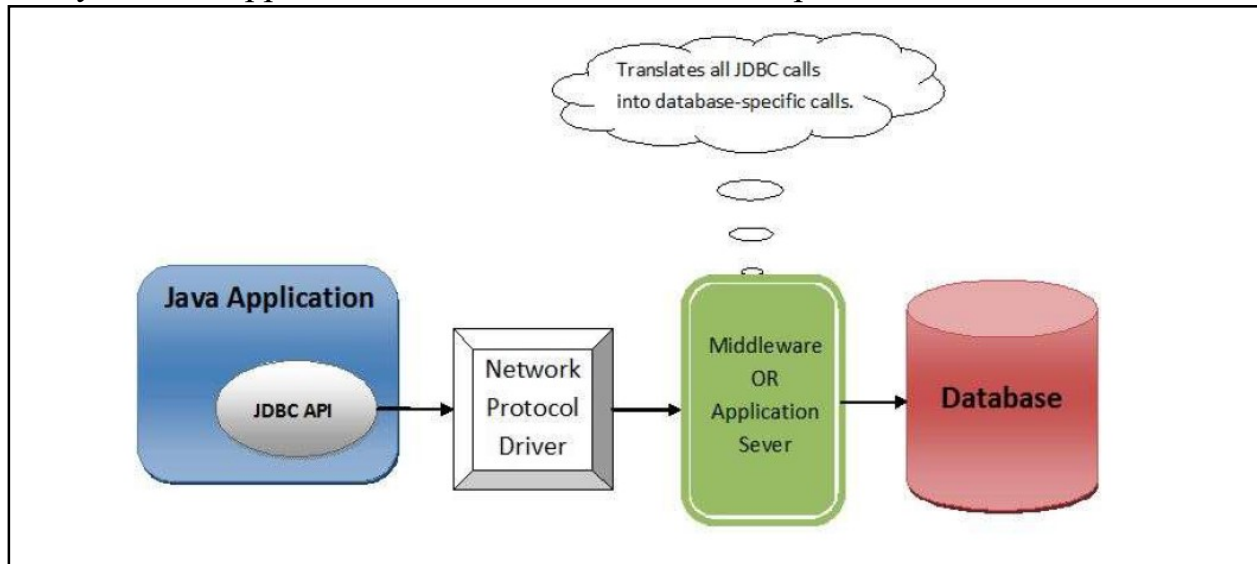 Translates all JDBC calls
into database-specific calls.
Java Application
JDBC API
Network
Protocol
Driver
Middleware
OR
Application
Sever
Database